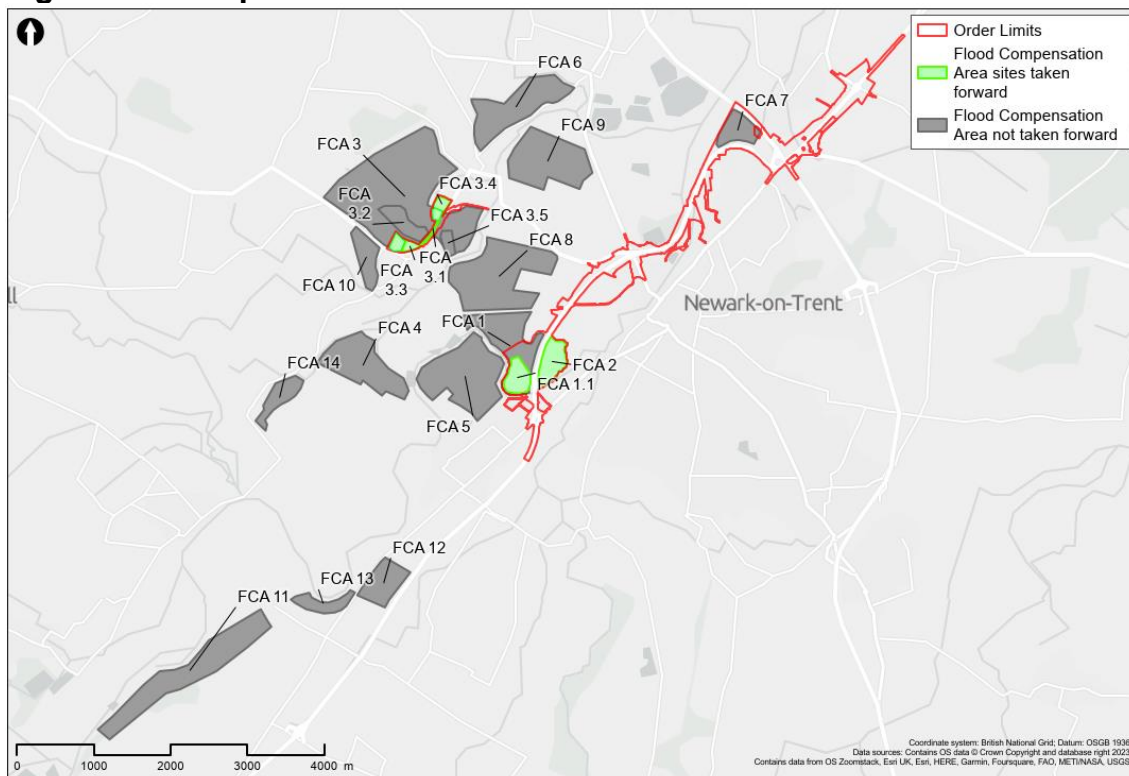 Order Limits
Flood Compensation
Area sites taken
forward
Flood Compensation
Area not taken forward
FCA 6
FCA 7
FCA 9
FCA 3
FCA 3.4
FCA
3.2
FCA 3.5
FCA 8
FCA 10
FCA
3.3
FCA
3.1
Newark-on-Trent
FCA 1
FCA 4
FCA 14
FCA 2
FCA 1.1
FCA 5
FCA 12
FCA 13
FCA 11
0 1000 2000 3000 4000 m
Coordinate system: British National Grid; Datum: OSGB 1936
Data sources: Contains OS data © Crown Copyright and database right 2023
Contains data from OS Zoomstack, Esri UK, Esri, HERE, Garmin, Foursquare, FAO, METI/NASA, USGS